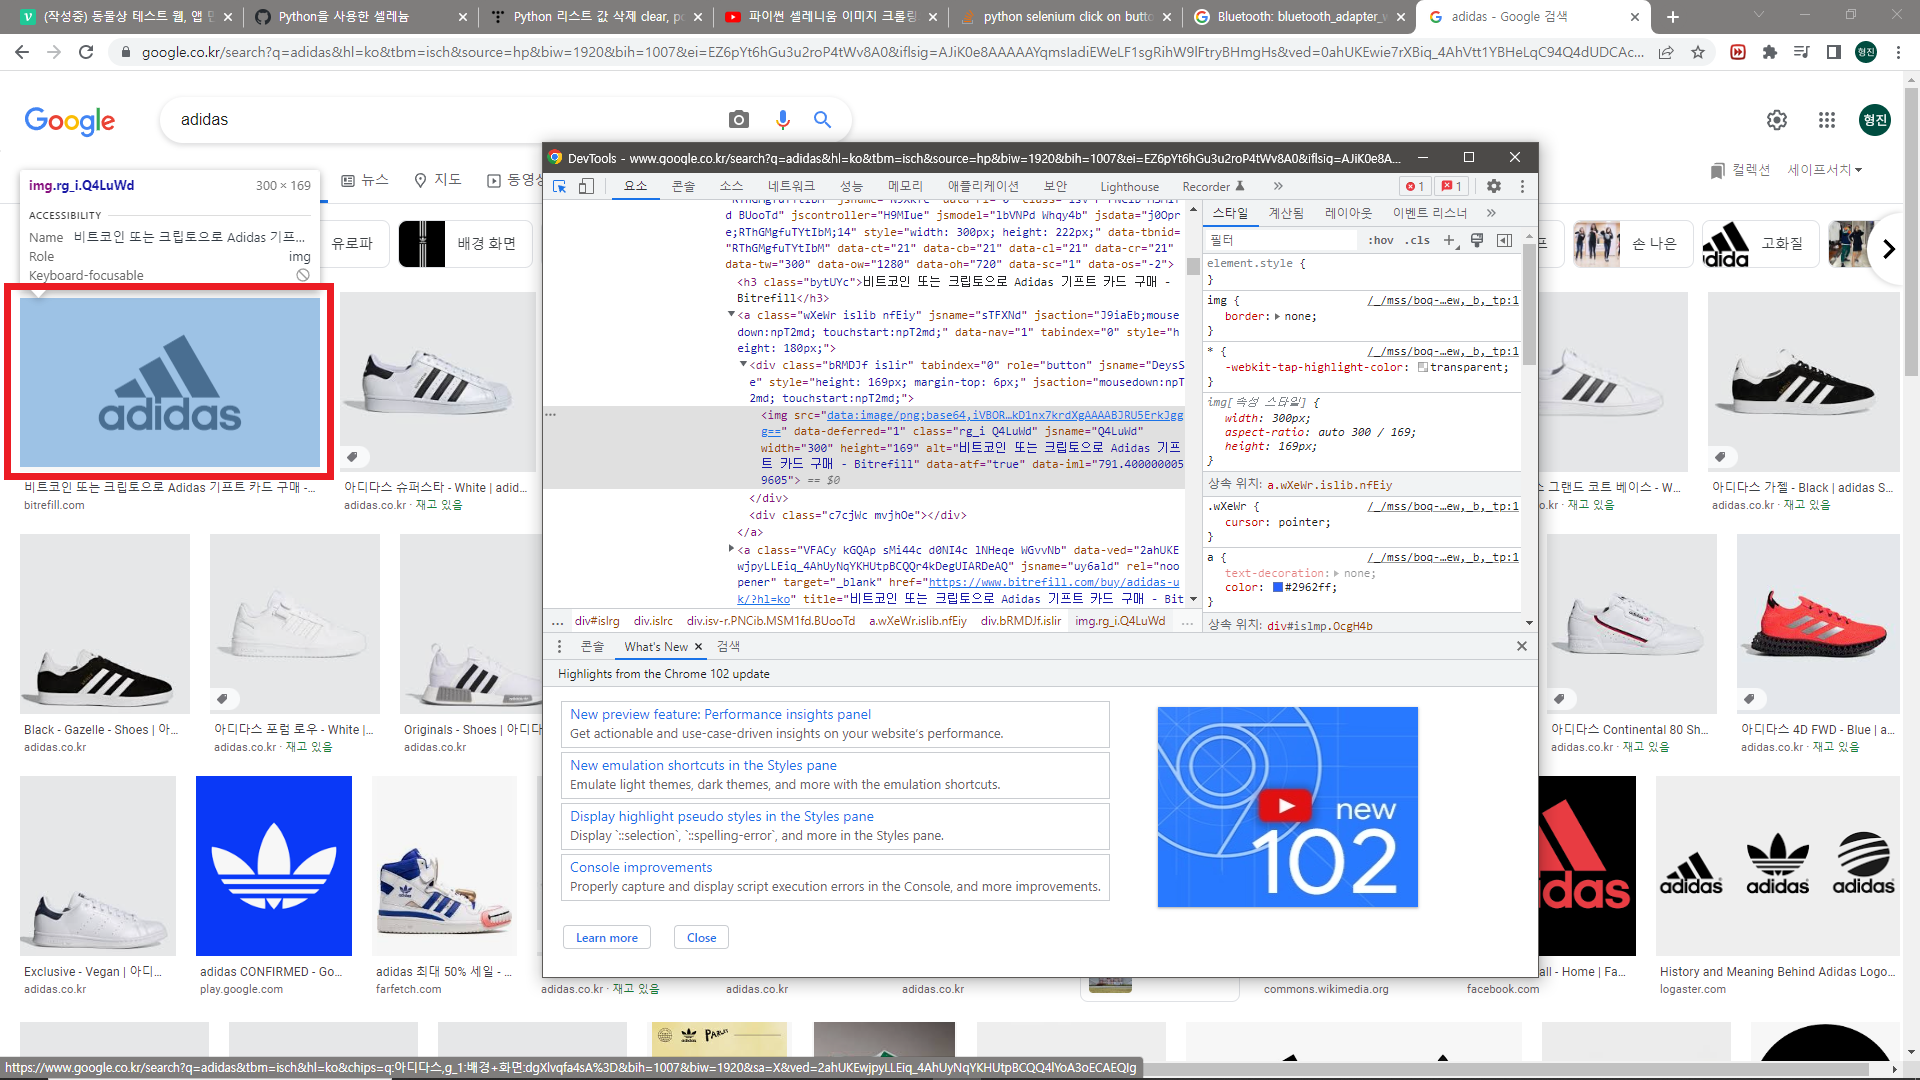 (작성중) 동물상 테스트 웹, 앱 만
Python을 사용한 셀레늄
Python 리스트 값 삭제 clear, po
파이썬 셀레니움 이미지 크롤링
python selenium click on butto
Bluetooth: bluetooth_adapter_w
adidas - Google 검색
google.co.kr/search?q=adidas&hl=ko&tbm=isch&source=hp&biw=1920&bih=1007&ei=EZ6pYt6hGu3u2roP4tWv8A0&iflsig=AJiK0e8AAAAAYqmsIadiEWeLF1sgRihW9lFtryBHmgHs&ved=0ahUKEwie7rXBiq_4AhVtt1YBHeLqC94Q4dUDCAc...
형진
Google
adidas
형진
뉴스
지도
동영상
컬렉션
세이프서치
img.rg_i.Q4LuWd
300 × 169
ACCESSIBILITY
Name 비트코인 또는 크립토으로 Adidas 기프...
Role img
Keyboard-focusable
유로파
배경 화면
손 나은
고화질
DevTools - www.google.co.kr/search?q=adidas&hl=ko&tbm=isch&source=hp&biw=1920&bih=1007&ei=EZ6pYt6hGu3u2roP4tWv8A0&iflsig=AJiK0e8A...
요소 콘솔 소스 네트워크 성능 메모리 애플리케이션 보안 Lighthouse Recorder » 1 1
BUooTd" jscontroller="H9MIue" jsmodel="lbVNPd Whqy4b" jsdata="j0Opr
e;RThGMgfuTYtIbM;14" style="width: 300px; height: 222px;" data-tbnid=
"RThGMgfuTYtIbM" data-ct="21" data-cb="21" data-cl="21" data-cr="21"
data-tw="300" data-ow="1280" data-oh="720" data-sc="1" data-os="-2">
<h3 class="bytUYc">비트코인 또는 크립토으로 Adidas 기프트 카드 구매 -
Bitrefill</h3>
<a class="wXeWr islib nfEiy" jsname="sTFXNd" jsaction="J9iaEb;mouse
down:npT2md; touchstart:npT2md;" data-nav="1" tabindex="0" style="h
eight: 180px;">
<div class="bRMDJf islir" tabindex="0" role="button" jsname="DeysS
e" style="height: 169px; margin-top: 6px;" jsaction="mousedown:npT
2md; touchstart:npT2md;">
<img src="data:image/png;base64,iVBOR…kD1nx7krdXgAAAABJRU5ErkJgg
g==" data-deferred="1" class="rg_i Q4LuWd" jsname="Q4LuWd"
width="300" height="169" alt="비트코인 또는 크립토으로 Adidas 기프
트 카드 구매 - Bitrefill" data-atf="true" data-iml="791.400000005
9605"> == $0
</div>
<div class="c7cjWc mvjhOe"></div>
</a>
<a class="VFACy kGQAp sMi44c d0NI4c lNHeqe WGvvNb" data-ved="2ahUKE
wjpyLLEiq_4AhUyNqYKHUtpBCQQr4kDegUIARDeAQ" jsname="uy6ald" rel="noo
pener" target="_blank" href="https://www.bitrefill.com/buy/adidas-u
k/?hl=ko" title="비트코인 또는 크립토으로 Adidas 기프트 카드 구매 - Bit
... div#islrg div.islrc div.isv-r.PNCib.MSM1fd.BUooTd a.wXeWr.islib.nfEiy div.bRMDJf.islir img.rg_i.Q4LuWd ...
스타일 계산됨 레이아웃 이벤트 리스너 »
필터 :hov .cls +
element.style {
}
img { /_/mss/boq-…ew,_b,_tp:1
border: none;
}
* { /_/mss/boq-…ew,_b,_tp:1
-webkit-tap-highlight-color: transparent;
}
img[속성 스타일] {
width: 300px;
aspect-ratio: auto 300 / 169;
height: 169px;
}
상속 위치: a.wXeWr.islib.nfEiy
.wXeWr { /_/mss/boq-…ew,_b,_tp:1
cursor: pointer;
}
a { /_/mss/boq-…ew,_b,_tp:1
text-decoration: none;
color: #2962ff;
}
상속 위치: div#islmp.OcgH4b
콘솔 What's New × 검색
Highlights from the Chrome 102 update
New preview feature: Performance insights panel
Get actionable and use-case-driven insights on your website's performance.
New emulation shortcuts in the Styles pane
Emulate light themes, dark themes, and more with the emulation shortcuts.
Display highlight pseudo styles in the Styles pane
Display `::selection`, `::spelling-error`, and more in the Styles pane.
Console improvements
Properly capture and display script execution errors in the Console, and more improvements.
Learn more
Close
new
102
adidas
비트코인 또는 크립토으로 Adidas 기프트 카드 구매 -...
bitrefill.com
아디다스 슈퍼스타 - White | adid...
adidas.co.kr · 재고 있음
스 그랜드 코트 베이스 - W...
o.kr · 재고 있음
아디다스 가젤 - Black | adidas S...
adidas.co.kr · 재고 있음
Black - Gazelle - Shoes | 아...
adidas.co.kr
아디다스 포럼 로우 - White |...
adidas.co.kr · 재고 있음
Originals - Shoes | 아디다
adidas.co.kr
아디다스 Continental 80 Sh...
adidas.co.kr · 재고 있음
아디다스 4D FWD - Blue | a...
adidas.co.kr · 재고 있음
adidas
adidas adidas adidas
Exclusive - Vegan | 아디...
adidas.co.kr
adidas CONFIRMED - Go...
play.google.com
adidas 최대 50% 세일 - ...
farfetch.com
adidas.co.kr · 재고 있음
adidas.co.kr
adidas.co.kr
commons.wikimedia.org
all - Home | Fa...
facebook.com
History and Meaning Behind Adidas Logo...
logaster.com
adidas
https://www.google.co.kr/search?q=adidas&tbm=isch&hl=ko&chips=q:아디다스,g_1:배경+화면:dgXlvqfa4sA%3D&bih=1007&biw=1920&sa=X&ved=2ahUKEwjpyLLEiq_4AhUyNqYKHUtpBCQQ4lYoA3oECAEQIg